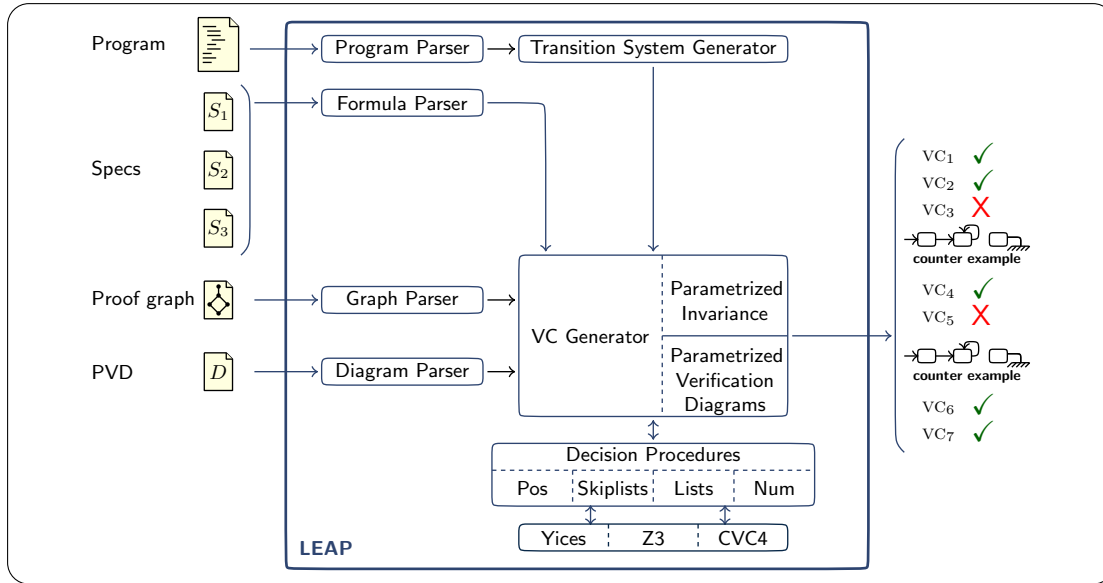 Program
Program Parser
Transition System Generator
S1
Formula Parser
Specs
S2
S3
Proof graph
Graph Parser
PVD
D
Diagram Parser
VC Generator
Parametrized
Invariance
Parametrized
Verification
Diagrams
Decision Procedures
Pos Skiplists Lists Num
Yices Z3 CVC4
LEAP
VC1 ✓
VC2 ✓
VC3 X
counter example
VC4 ✓
VC5 X
counter example
VC6 ✓
VC7 ✓